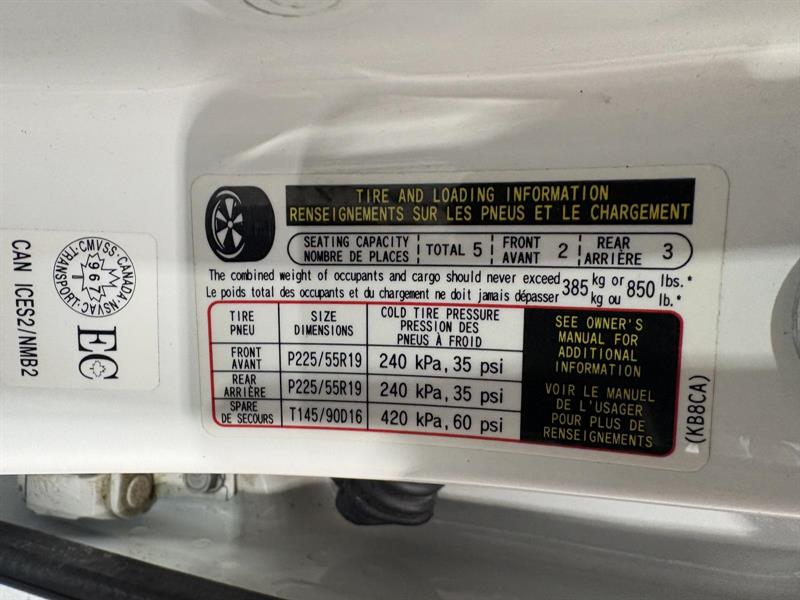 TIRE AND LOADING INFORMATION
RENSEIGNEMENTS SUR LES PNEUS ET LE CHARGEMENT
SEATING CAPACITY
NOMBRE DE PLACES
TOTAL 5
FRONT
AVANT
2
REAR
ARRIÈRE
3
The combined weight of occupants and cargo should never exceed 385 kg or 850 lbs.*
Le poids total des occupants et du chargement ne doit jamais dépasser kg ou lb.*
TIRE
PNEU
SIZE
DIMENSIONS
COLD TIRE PRESSURE
PRESSION DES
PNEUS À FROID
FRONT
AVANT
P225/55R19
240 kPa, 35 psi
REAR
ARRIÈRE
P225/55R19
240 kPa, 35 psi
SPARE
DE SECOURS
T145/90D16
420 kPa, 60 psi
SEE OWNER'S
MANUAL FOR
ADDITIONAL
INFORMATION
VOIR LE MANUEL
DE L'USAGER
POUR PLUS DE
RENSEIGNEMENTS
(KB8CA)
CANADA·NSVAC·TRANSPORT·CMVSS·
967
EC
CAN ICES2/NMB2